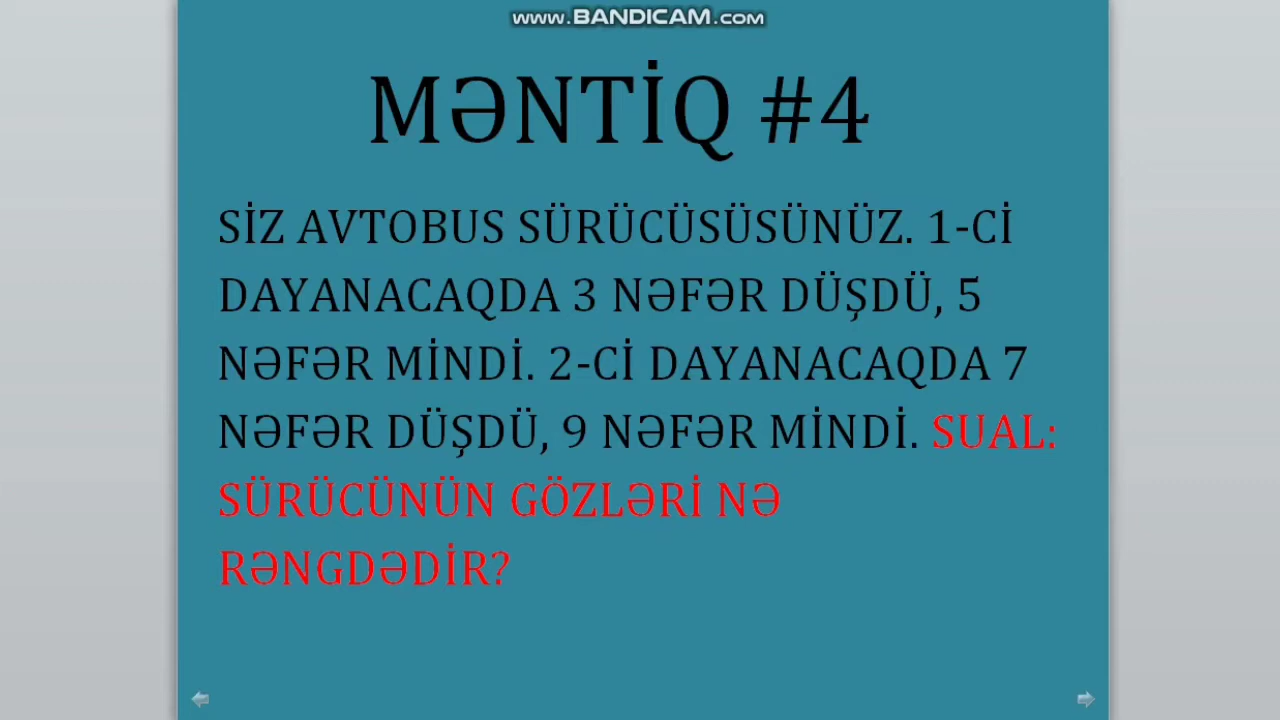 www.BANDICAM.com
MƏNTİQ #4
SİZ AVTOBUS SÜRÜCÜSÜSÜNÜZ. 1-Cİ
DAYANACAQDA 3 NƏFƏR DÜŞDÜ, 5
NƏFƏR MİNDİ. 2-Cİ DAYANACAQDA 7
NƏFƏR DÜŞDÜ, 9 NƏFƏR MİNDİ. SUAL:
SÜRÜCÜNÜN GÖZLƏRİ NƏ
RƏNGDƏDİR?